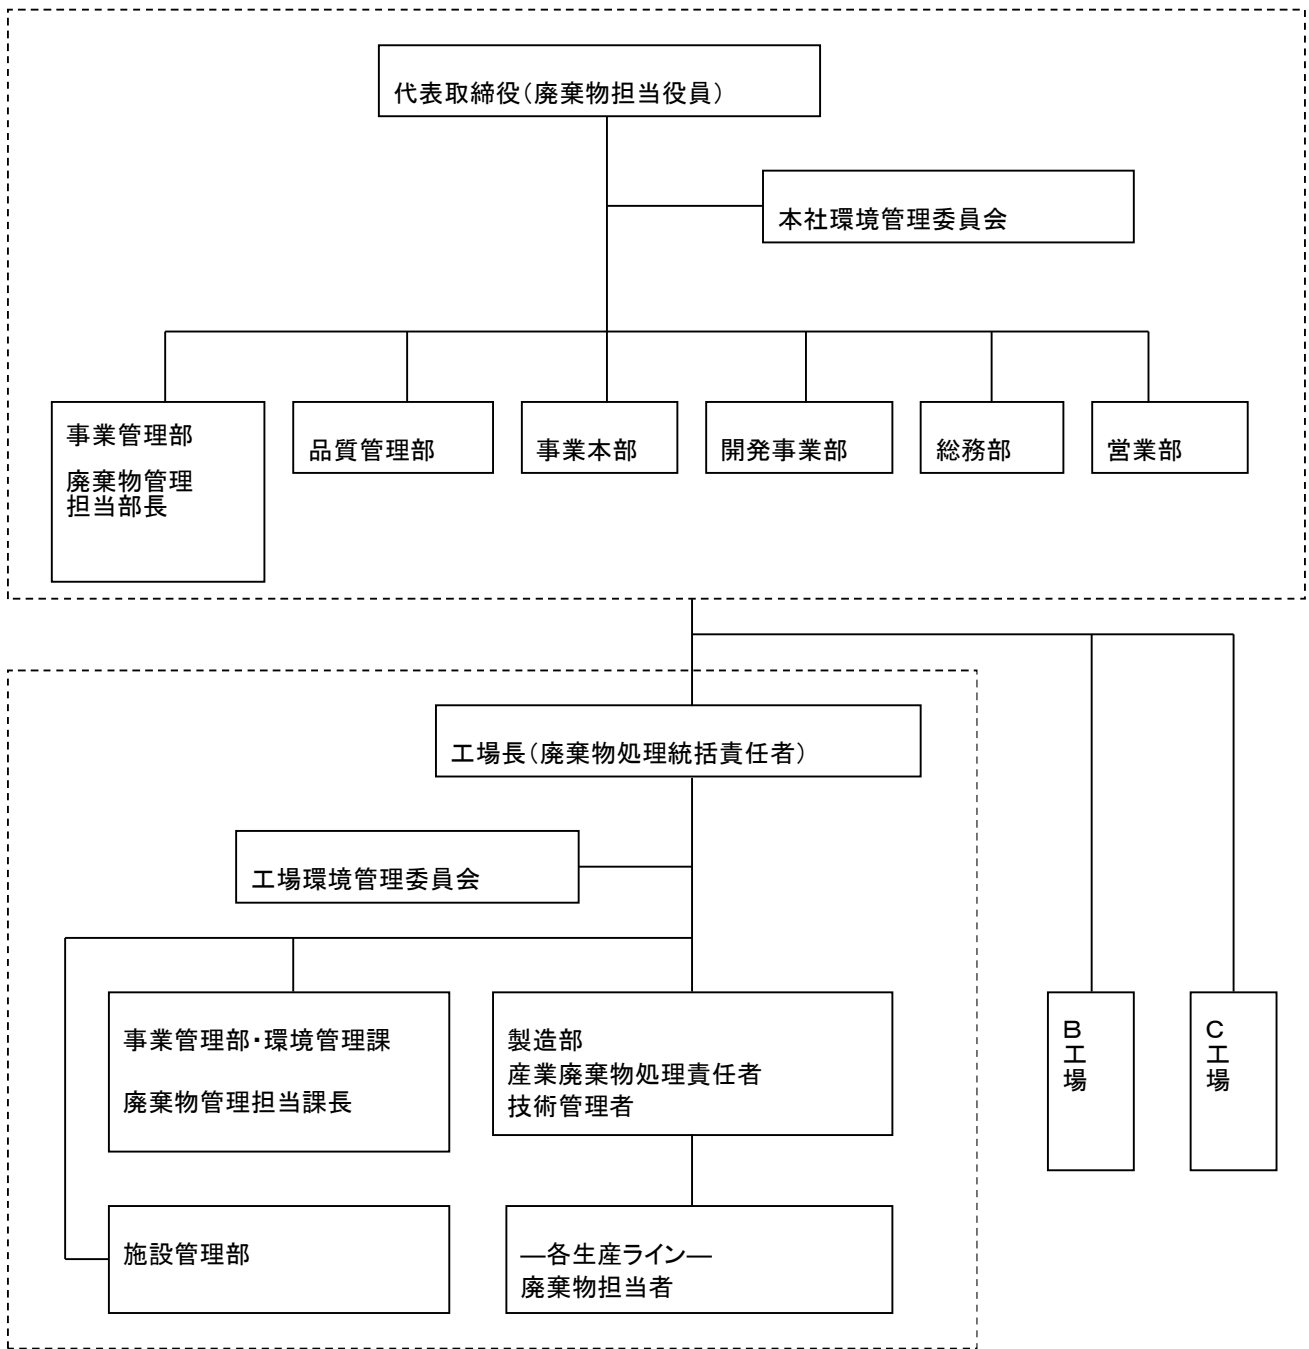 代表取締役（廃棄物担当役員）
本社環境管理委員会
事業管理部
廃棄物管理
担当部長
品質管理部
事業本部
開発事業部
総務部
営業部
工場長（廃棄物処理統括責任者）
工場環境管理委員会
事業管理部・環境管理課
廃棄物管理担当課長
製造部
産業廃棄物処理責任者
技術管理者
B工場
C工場
施設管理部
―各生産ライン―
廃棄物担当者